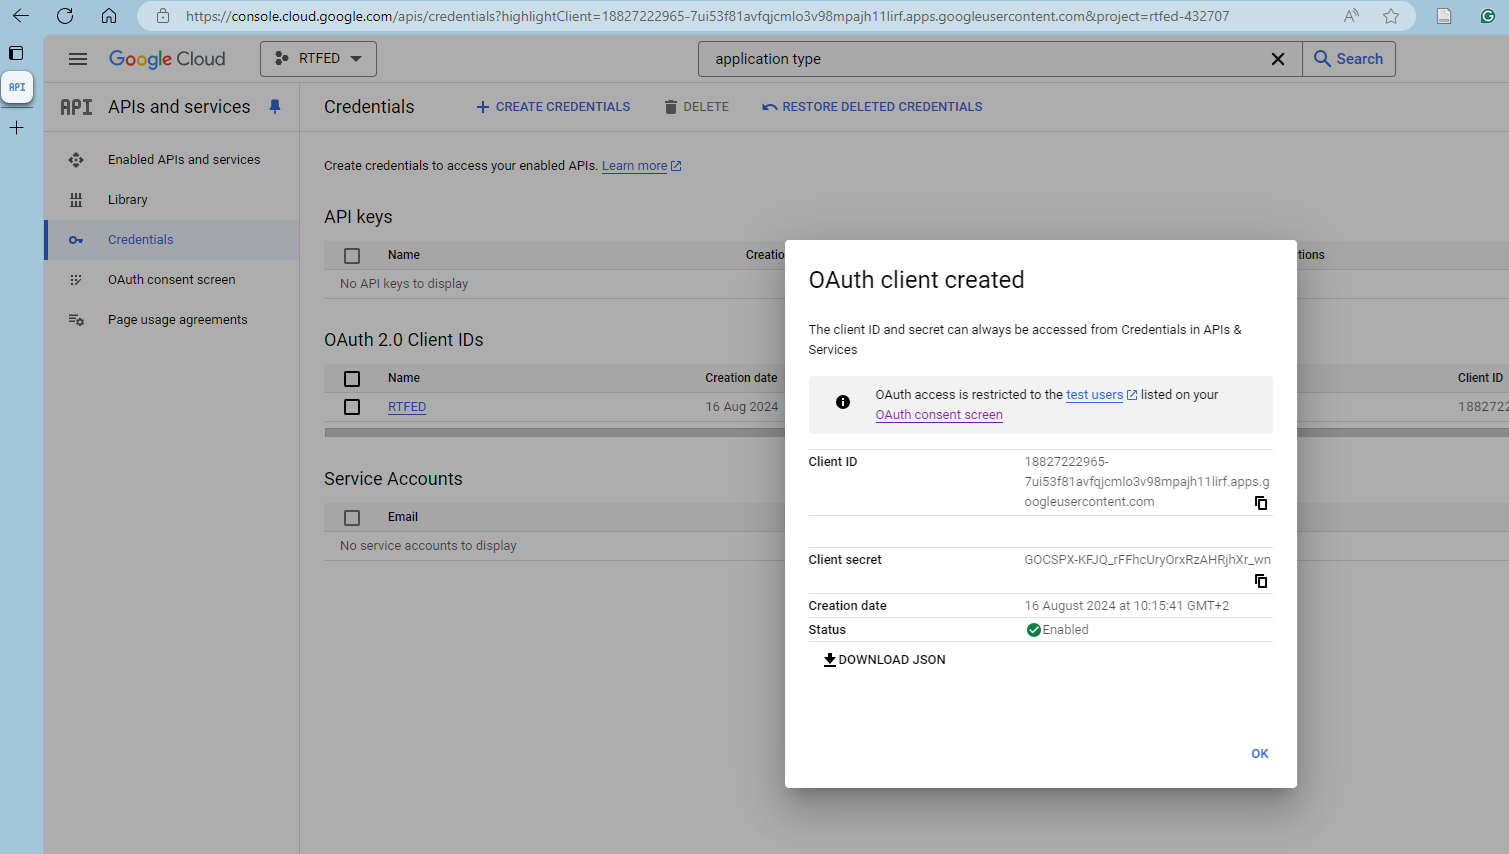 https://console.cloud.google.com/apis/credentials?highlightClient=18827222965-7ui53f81avfqjcmlo3v98mpajh11lirf.apps.googleusercontent.com&project=rtfed-432707
API
Google Cloud
RTFED
application type
Search
API
APIs and services
Credentials
CREATE CREDENTIALS
DELETE
RESTORE DELETED CREDENTIALS
Enabled APIs and services
Library
Credentials
OAuth consent screen
Page usage agreements
Create credentials to access your enabled APIs. Learn more
API keys
Name
Creatio
tions
No API keys to display
OAuth 2.0 Client IDs
Name
Creation date
Client ID
RTFED
16 Aug 2024
188272
Service Accounts
Email
No service accounts to display
OAuth client created
The client ID and secret can always be accessed from Credentials in APIs &
Services
OAuth access is restricted to the test users listed on your
OAuth consent screen
Client ID
18827222965-
7ui53f81avfqjcmlo3v98mpajh11lirf.apps.g
oogleusercontent.com
Client secret
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
Creation date
16 August 2024 at 10:15:41 GMT+2
Status
Enabled
DOWNLOAD JSON
OK